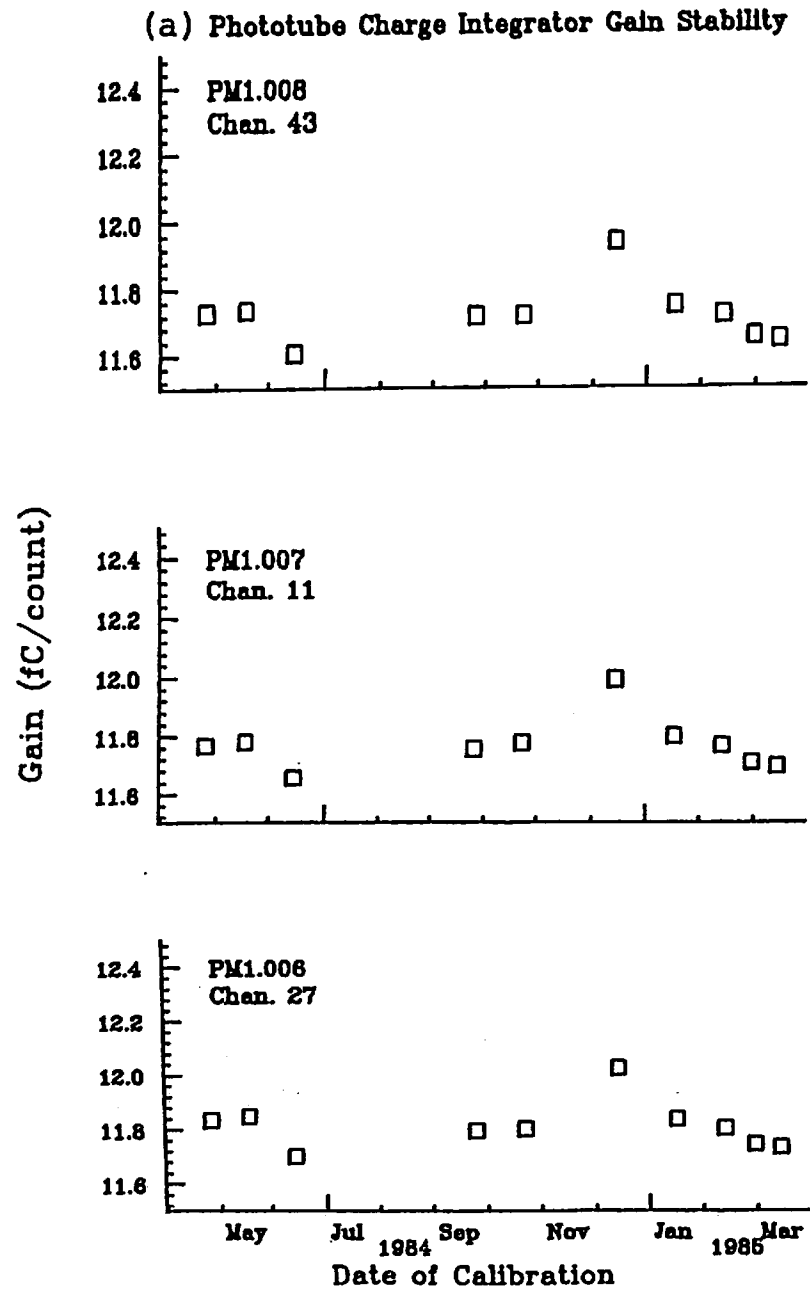 (a) Phototube Charge Integrator Gain Stability
PM1.008
Chan. 43
12.4
12.2
12.0
11.8
11.6
PM1.007
Chan. 11
12.4
12.2
12.0
11.8
11.6
Gain (fC/count)
PM1.006
Chan. 27
12.4
12.2
12.0
11.8
11.6
May Jul Sep Nov Jan Mar
1984 1985
Date of Calibration